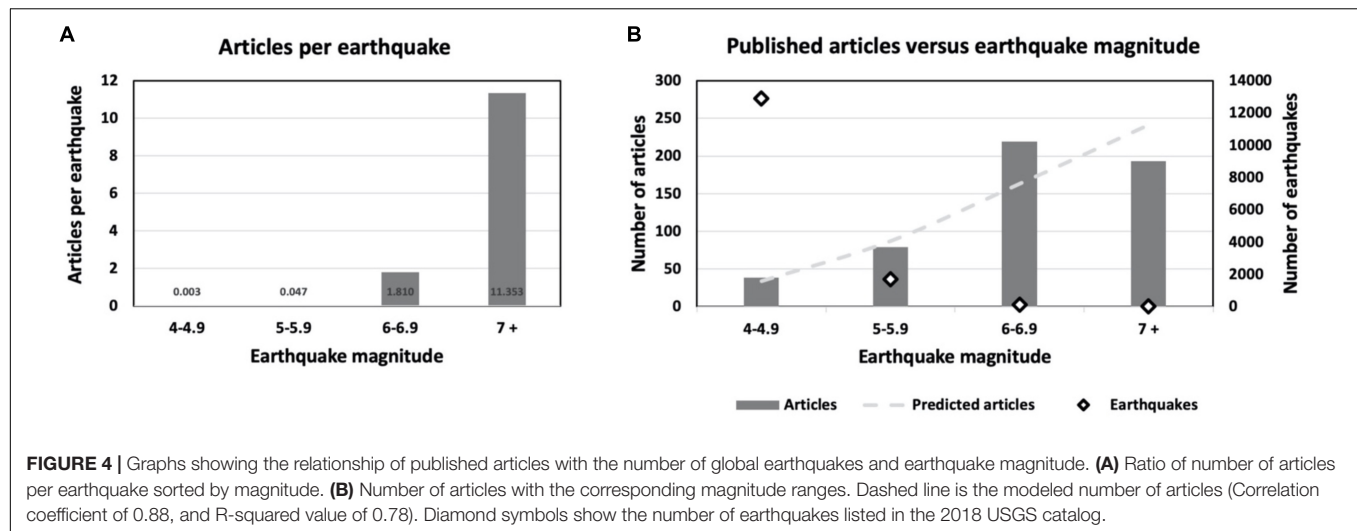 A
Articles per earthquake
Articles per earthquake
12
10
8
6
4
2
0
0.003
0.047
1.810
11.353
4-4.9
5-5.9
6-6.9
7 +
Earthquake magnitude
B
Published articles versus earthquake magnitude
Number of articles
300
250
200
150
100
50
0
14000
12000
10000
8000
6000
4000
2000
0
Number of earthquakes
4-4.9
5-5.9
6-6.9
7 +
Earthquake magnitude
Articles
Predicted articles
Earthquakes
FIGURE 4 | Graphs showing the relationship of published articles with the number of global earthquakes and earthquake magnitude. (A) Ratio of number of articles
per earthquake sorted by magnitude. (B) Number of articles with the corresponding magnitude ranges. Dashed line is the modeled number of articles (Correlation
coefficient of 0.88, and R-squared value of 0.78). Diamond symbols show the number of earthquakes listed in the 2018 USGS catalog.